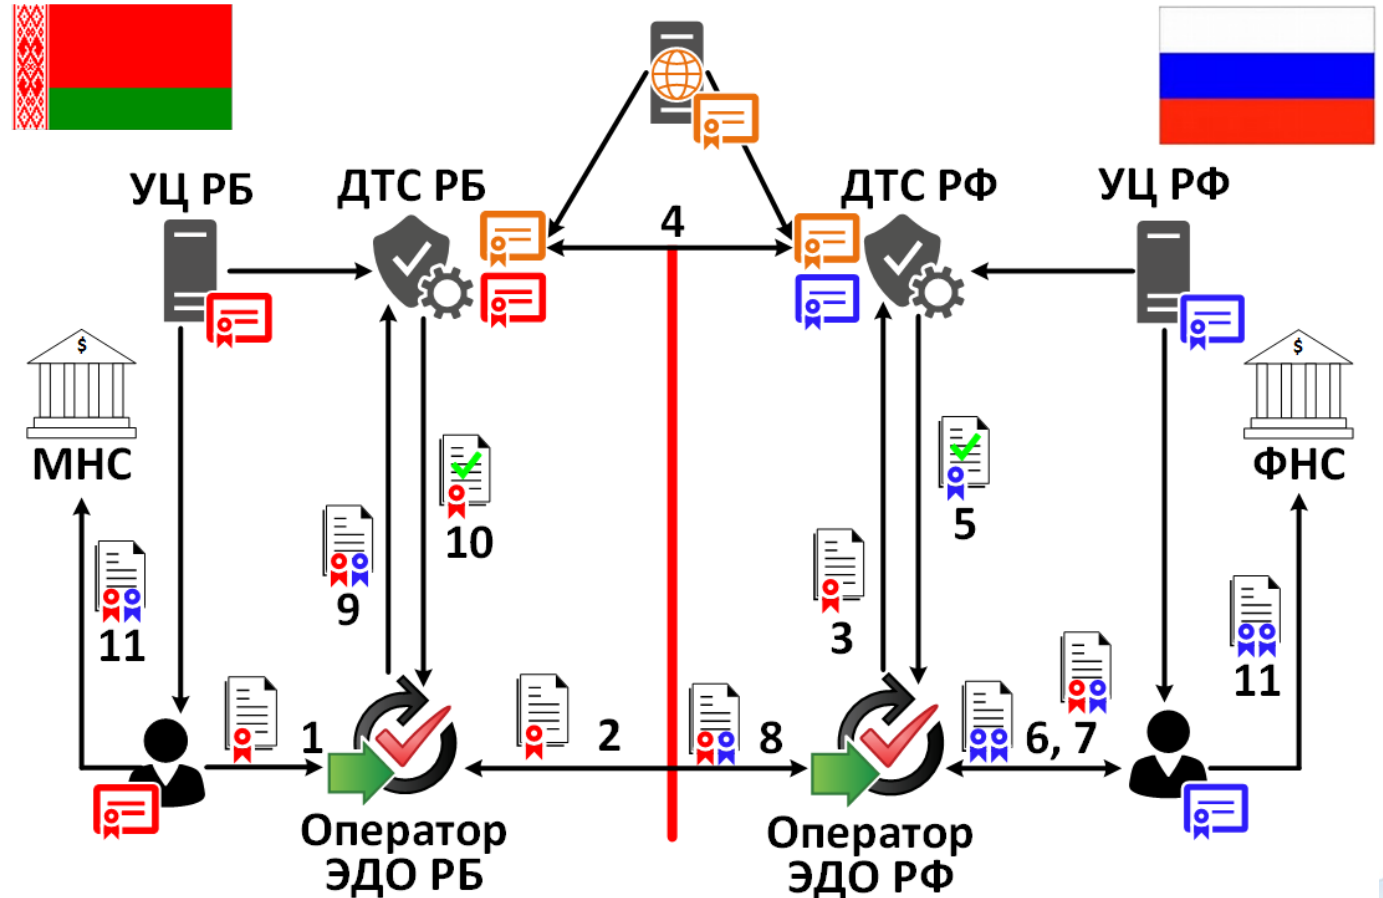 УЦ РБ
ДТС РБ
ДТС РФ
УЦ РФ
4
$
$
МНС
ФНС
10
5
9
3
11
11
1
2
8
6, 7
Оператор
ЭДО РБ
Оператор
ЭДО РФ